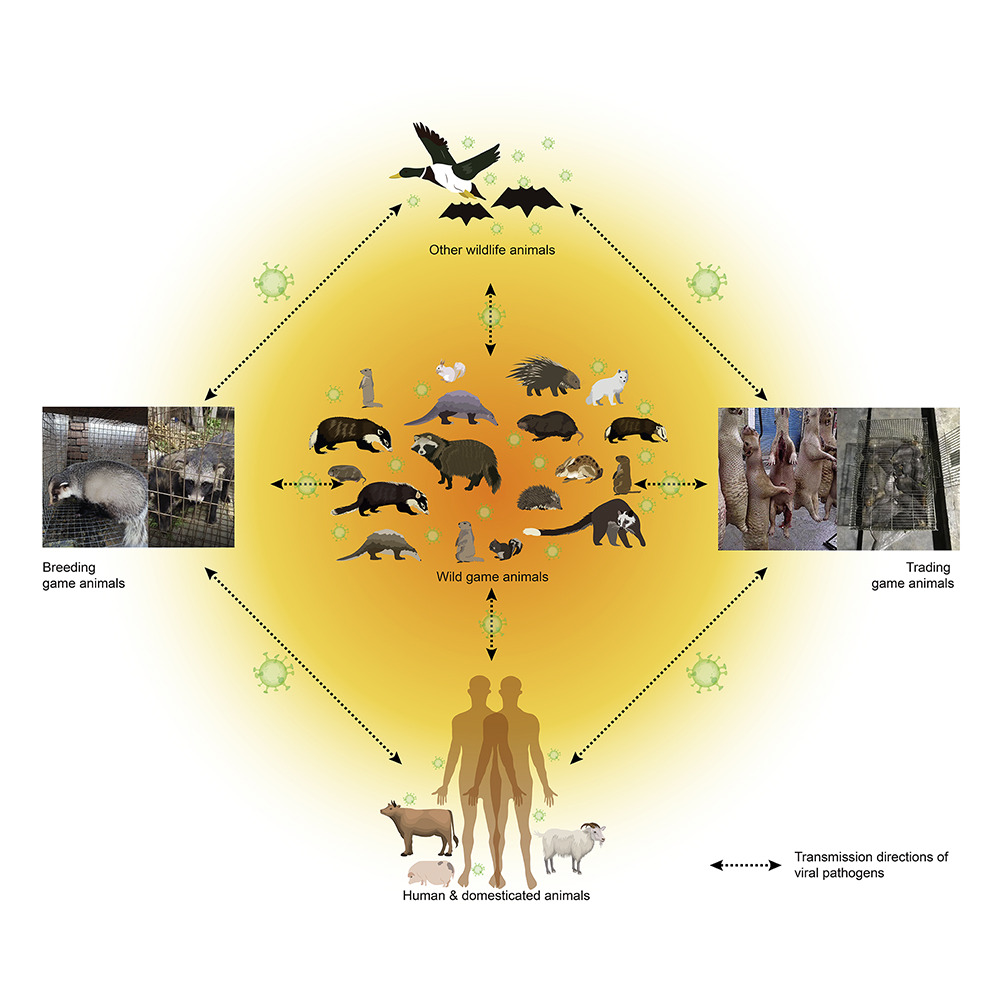 Other wildlife animals
Breeding
game animals
Trading
game animals
Wild game animals
Human & domesticated animals
Transmission directions of
viral pathogens